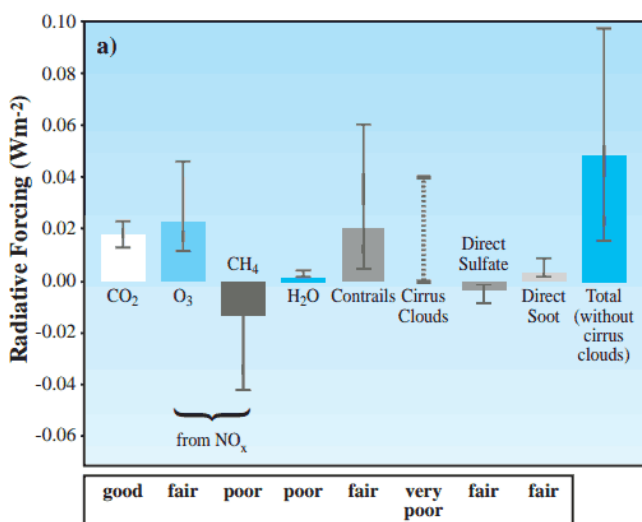 a)
Radiative Forcing (Wm-2)
0.10
0.08
0.06
0.04
0.02
0.00
-0.02
-0.04
-0.06
CO2
O3
CH4
H2O
Contrails
Cirrus
Clouds
Direct
Sulfate
Direct
Soot
Total
(without
cirrus
clouds)
from NOx
good fair poor poor fair very poor fair fair